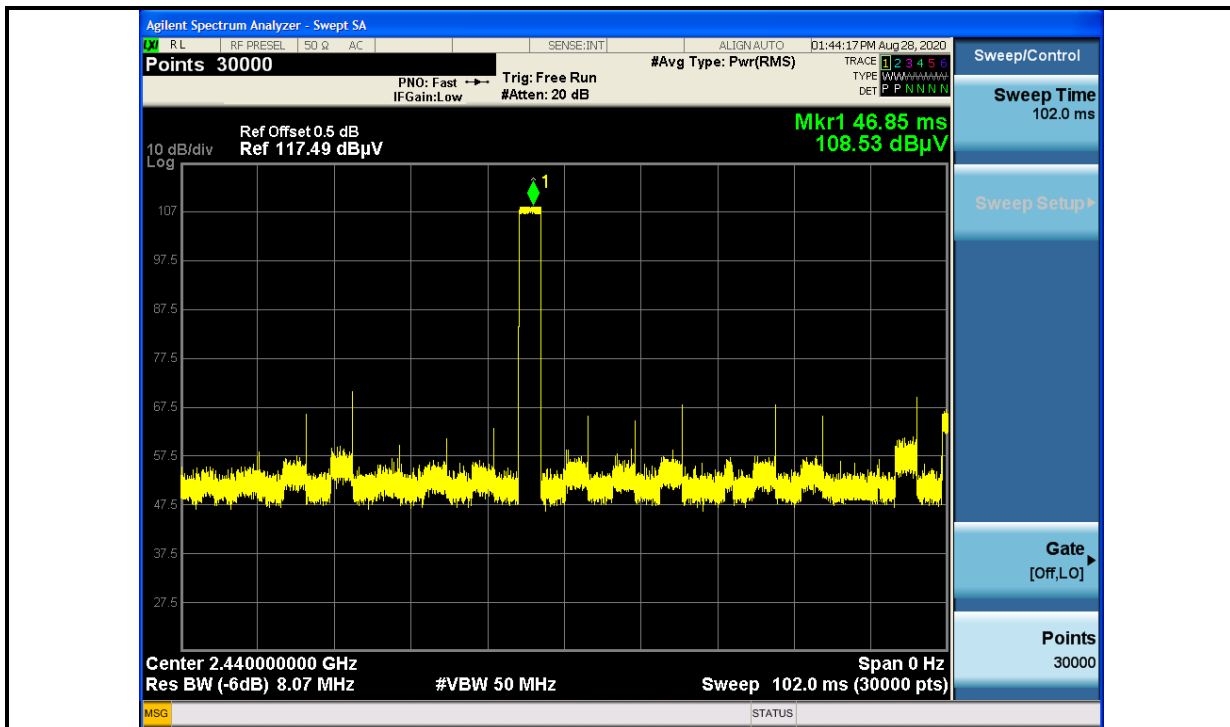 Agilent Spectrum Analyzer - Swept SA
LXI RL RF PRESEL 50 Ω AC SENSE:INT ALIGN AUTO 01:44:17 PM Aug 28, 2020
Points 30000
PNO: Fast
IFGain:Low
Trig: Free Run
#Atten: 20 dB
#Avg Type: Pwr(RMS)
TRACE 1 2 3 4 5 6
TYPE WWWWWW
DET P P N N N N
Mkr1 46.85 ms
108.53 dBµV
Ref Offset 0.5 dB
10 dB/div Ref 117.49 dBµV
Log
1
107
97.5
87.5
77.5
67.5
57.5
47.5
37.5
27.5
Center 2.440000000 GHz Span 0 Hz
Res BW (-6dB) 8.07 MHz #VBW 50 MHz Sweep 102.0 ms (30000 pts)
MSG STATUS
Sweep/Control
Sweep Time
102.0 ms
Sweep Setup
Gate
[Off,LO]
Points
30000